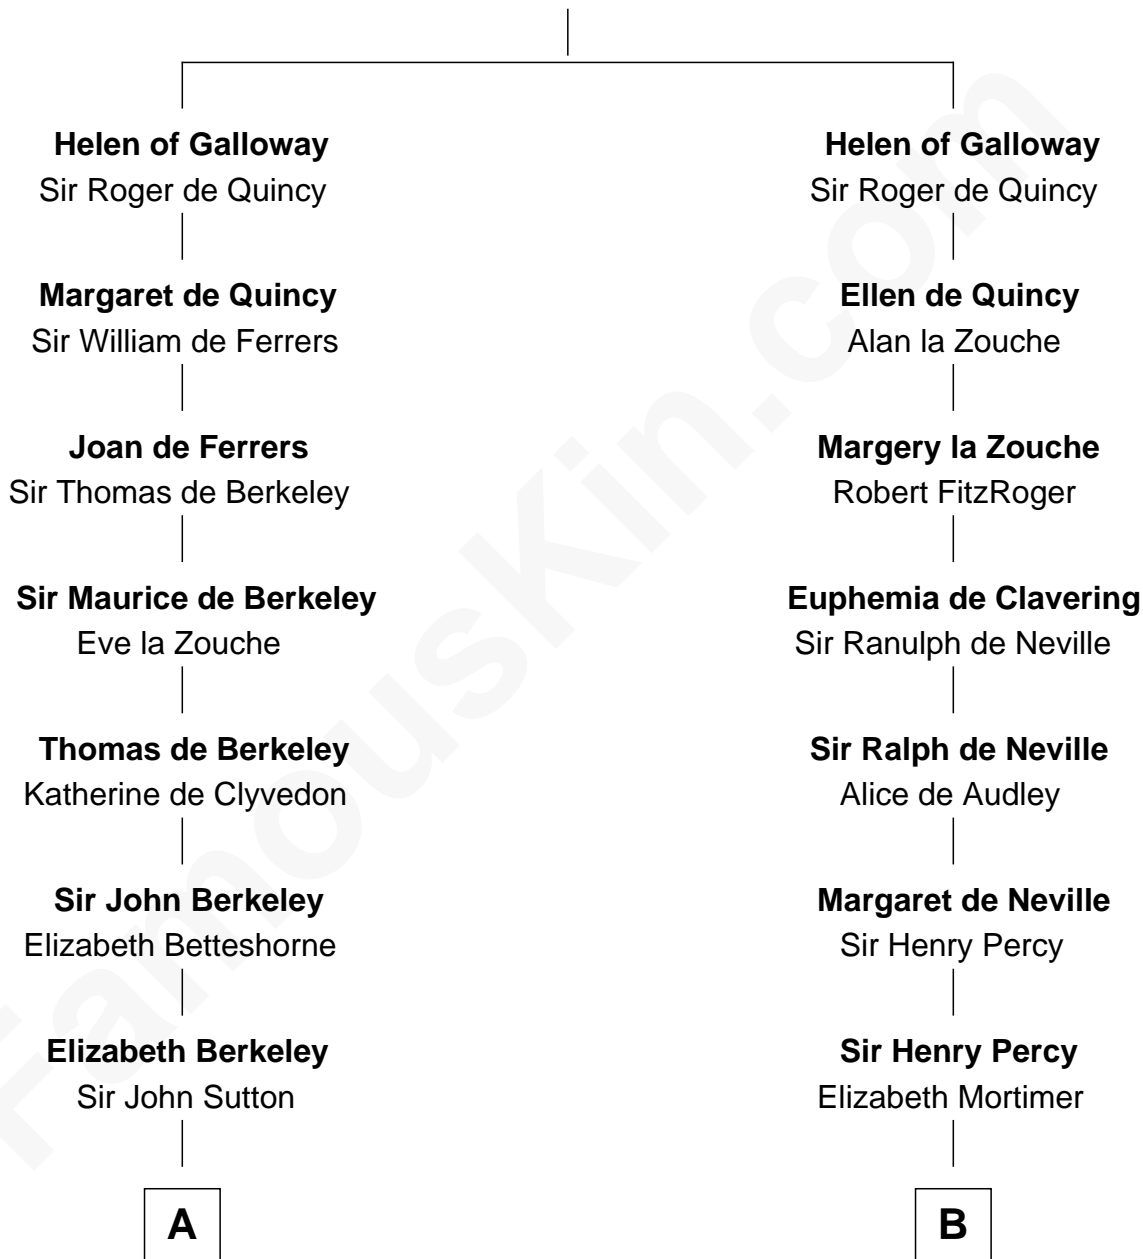 Helen of Galloway
Sir Roger de Quincy
Margaret de Quincy
Sir William de Ferrers
Joan de Ferrers
Sir Thomas de Berkeley
Sir Maurice de Berkeley
Eve la Zouche
Thomas de Berkeley
Katherine de Clyvedon
Sir John Berkeley
Elizabeth Betteshorne
Elizabeth Berkeley
Sir John Sutton
A
Helen of Galloway
Sir Roger de Quincy
Ellen de Quincy
Alan la Zouche
Margery la Zouche
Robert FitzRoger
Euphemia de Clavering
Sir Ranulph de Neville
Sir Ralph de Neville
Alice de Audley
Margaret de Neville
Sir Henry Percy
Sir Henry Percy
Elizabeth Mortimer
B
FamousKin.com